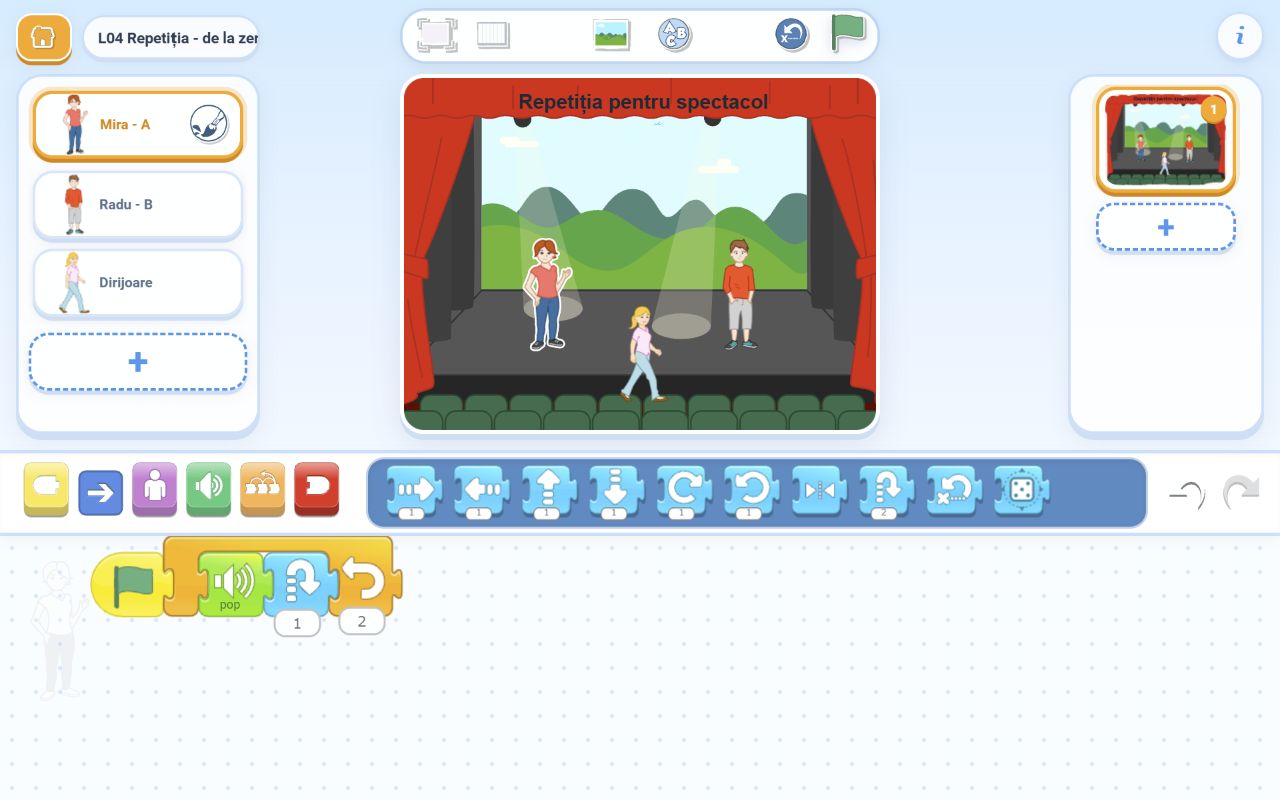 L04 Repetiția - de la zer
Mira - A
Radu - B
Dirijoare
Repetiția pentru spectacol
1
A
B
C
x
i
1
1
1
1
1
1
2
x
pop
1
2